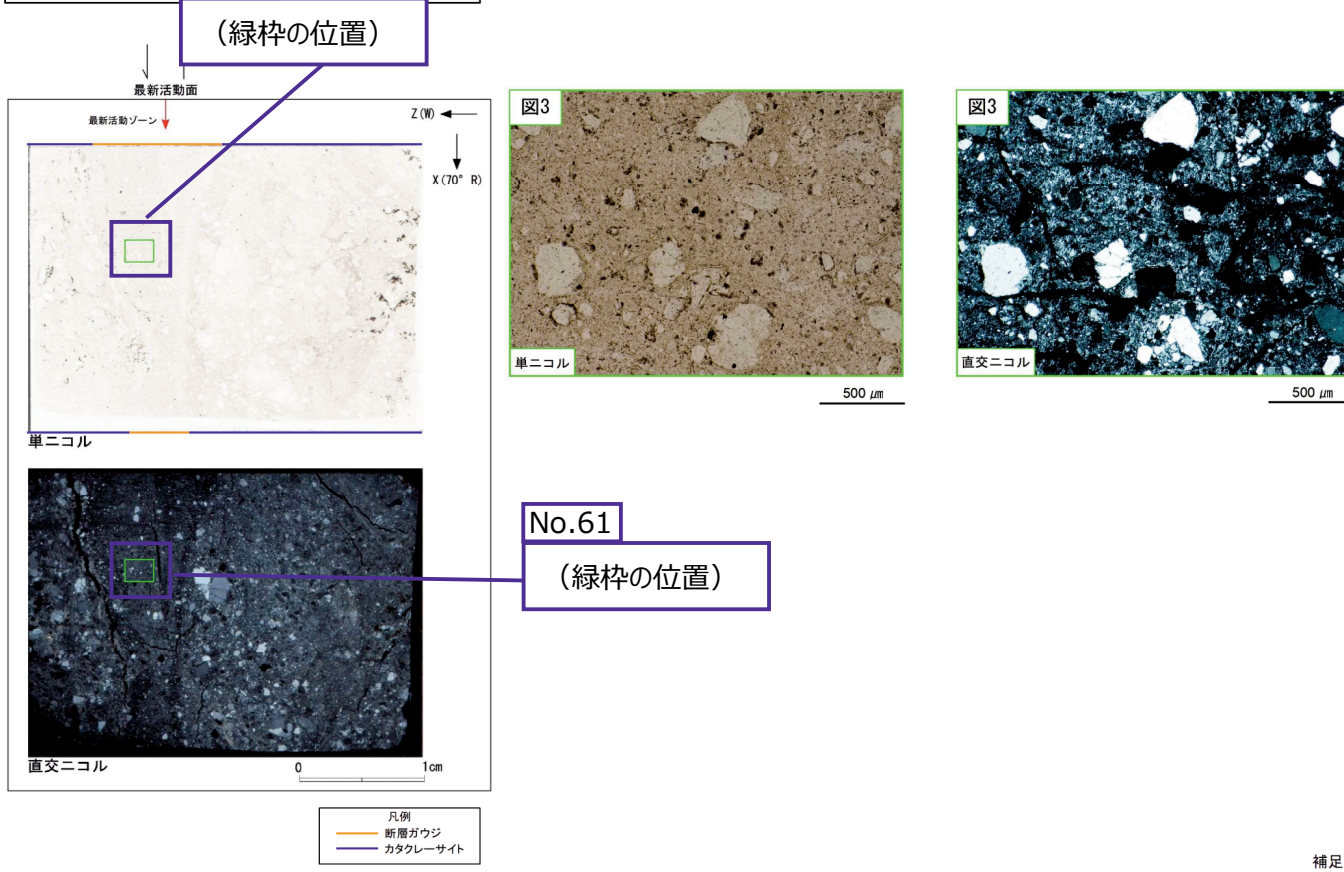 （緑枠の位置）
最新活動面
最新活動ゾーン
Z(W)
X(70° R)
単ニコル
直交ニコル
0
1cm
凡例
断層ガウジ
カタクレーサイト
図3
単ニコル
500 μm
図3
直交ニコル
500 μm
No.61
（緑枠の位置）
補足